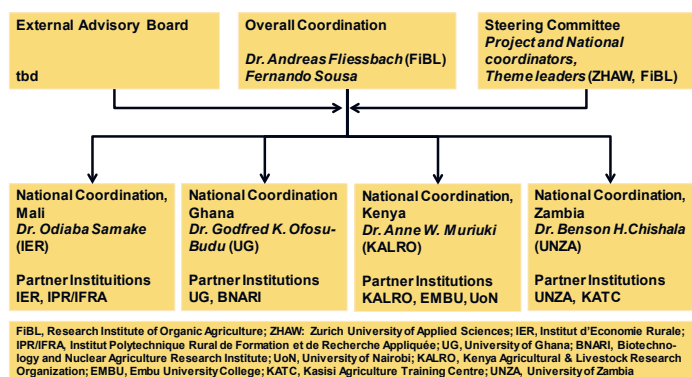 External Advisory Board
tbd
Overall Coordination
Dr. Andreas Fliessbach (FiBL)
Fernando Sousa
Steering Committee
Project and National
coordinators,
Theme leaders (ZHAW, FiBL)
National Coordination,
Mali
Dr. Odiaba Samake
(IER)
Partner Instituitions
IER, IPR/IFRA
National Coordination
Ghana
Dr. Godfred K. Ofosu-
Budu (UG)
Partner Institutions
UG, BNARI
National Coordination,
Kenya
Dr. Anne W. Muriuki
(KALRO)
Partner Institutions
KALRO, EMBU, UoN
National Coordination,
Zambia
Dr. Benson H.Chishala
(UNZA)
Partner Institutions
UNZA, KATC
FiBL, Research Institute of Organic Agriculture; ZHAW: Zurich University of Applied Sciences; IER, Institut d'Economie Rurale;
IPR/IFRA, Institut Polytechnique Rural de Formation et de Recherche Appliquée; UG, University of Ghana; BNARI, Biotechno-
logy and Nuclear Agriculture Research Institute; UoN, University of Nairobi; KALRO, Kenya Agricultural & Livestock Research
Organization; EMBU, Embu University College; KATC, Kasisi Agriculture Training Centre; UNZA, University of Zambia